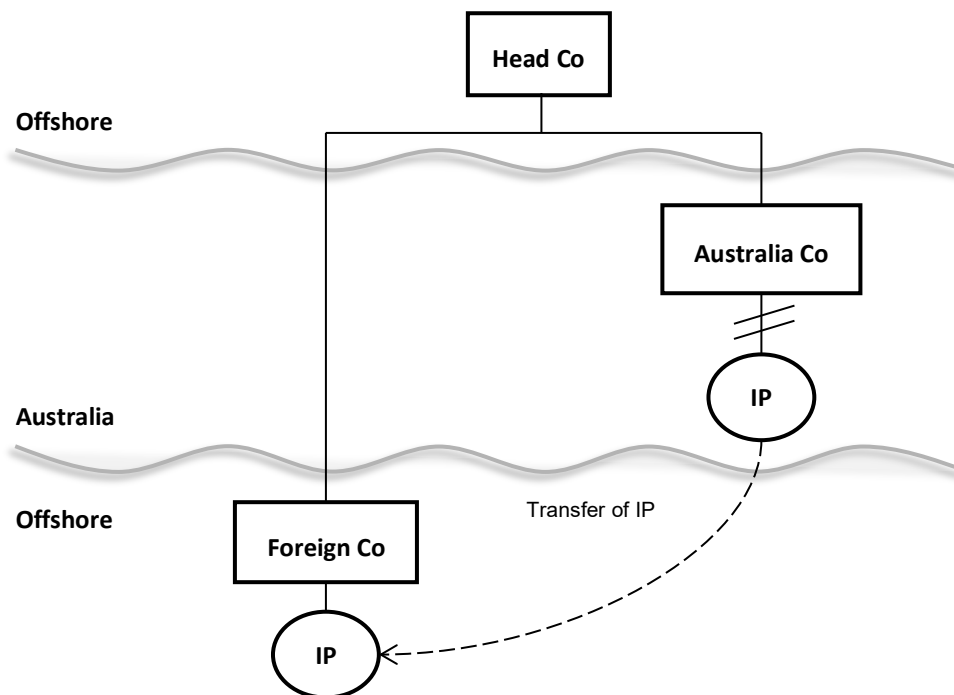 Head Co
Offshore
Australia Co
IP
Australia
Transfer of IP
Offshore
Foreign Co
IP